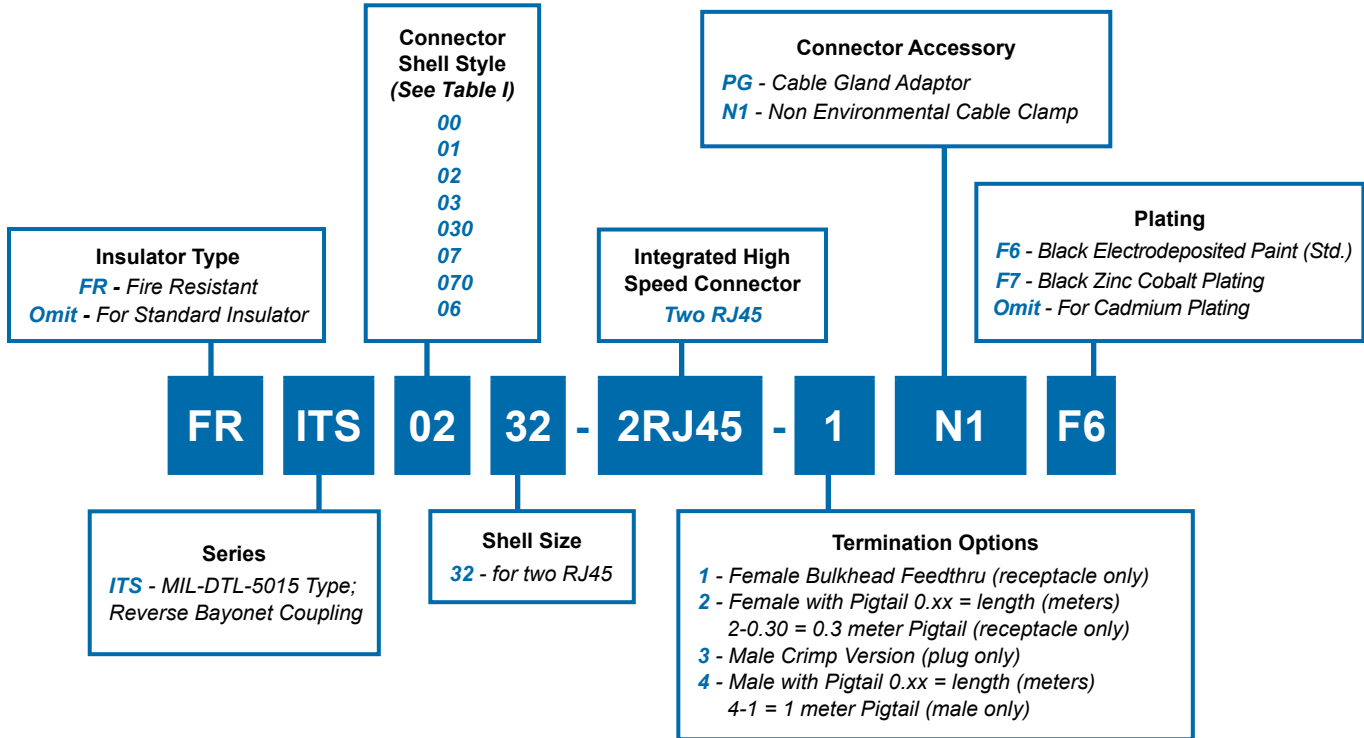 Connector
Shell Style
(See Table I)
00
01
02
03
030
07
070
06
Connector Accessory
PG - Cable Gland Adaptor
N1 - Non Environmental Cable Clamp
Insulator Type
FR - Fire Resistant
Omit - For Standard Insulator
Integrated High
Speed Connector
Two RJ45
Plating
F6 - Black Electrodeposited Paint (Std.)
F7 - Black Zinc Cobalt Plating
Omit - For Cadmium Plating
FR ITS 02 32 - 2RJ45 - 1 N1 F6
Series
ITS - MIL-DTL-5015 Type;
Reverse Bayonet Coupling
Shell Size
32 - for two RJ45
Termination Options
1 - Female Bulkhead Feedthru (receptacle only)
2 - Female with Pigtail 0.xx = length (meters)
2-0.30 = 0.3 meter Pigtail (receptacle only)
3 - Male Crimp Version (plug only)
4 - Male with Pigtail 0.xx = length (meters)
4-1 = 1 meter Pigtail (male only)